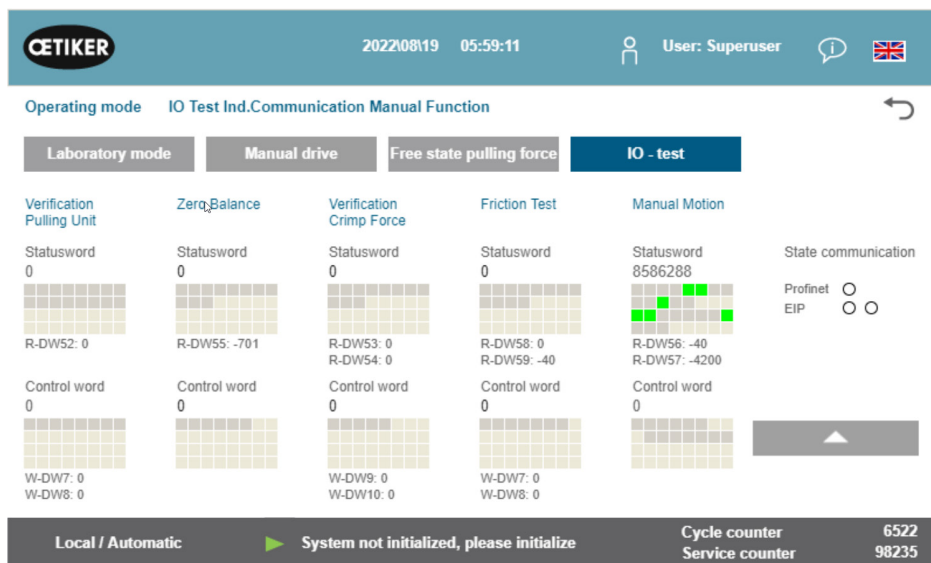 ŒTIKER 2022\08\19 05:59:11 User: Superuser
Operating mode IO Test Ind.Communication Manual Function
Laboratory mode Manual drive Free state pulling force IO - test
Verification Pulling Unit
Zero Balance
Verification Crimp Force
Friction Test
Manual Motion
Statusword Statusword Statusword Statusword Statusword State communication
0 0 0 0 8586288
Profinet
EIP
R-DW52: 0 R-DW55: -701 R-DW53: 0 R-DW58: 0 R-DW56: -40
R-DW54: 0 R-DW59: -40 R-DW57: -4200
Control word Control word Control word Control word Control word
0 0 0 0 0
W-DW7: 0 W-DW9: 0 W-DW7: 0
W-DW8: 0 W-DW10: 0 W-DW8: 0
Local / Automatic System not initialized, please initialize
Cycle counter 6522
Service counter 98235